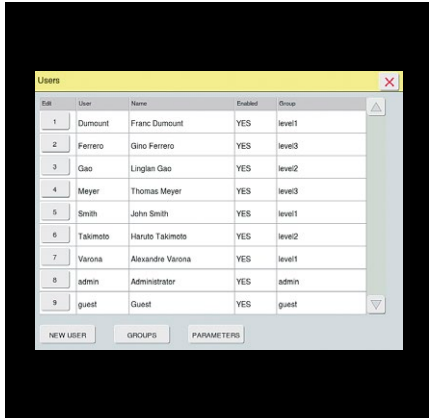 Users
Edit User Name Enabled Group
1 Dumount Franc Dumount YES level1
2 Ferrero Gino Ferrero YES level3
3 Gao Linglan Gao YES level2
4 Meyer Thomas Meyer YES level3
5 Smith John Smith YES level1
6 Takimoto Haruto Takimoto YES level2
7 Varona Alexandre Varona YES level1
8 admin Administrator YES admin
9 guest Guest YES guest
NEW USER GROUPS PARAMETERS